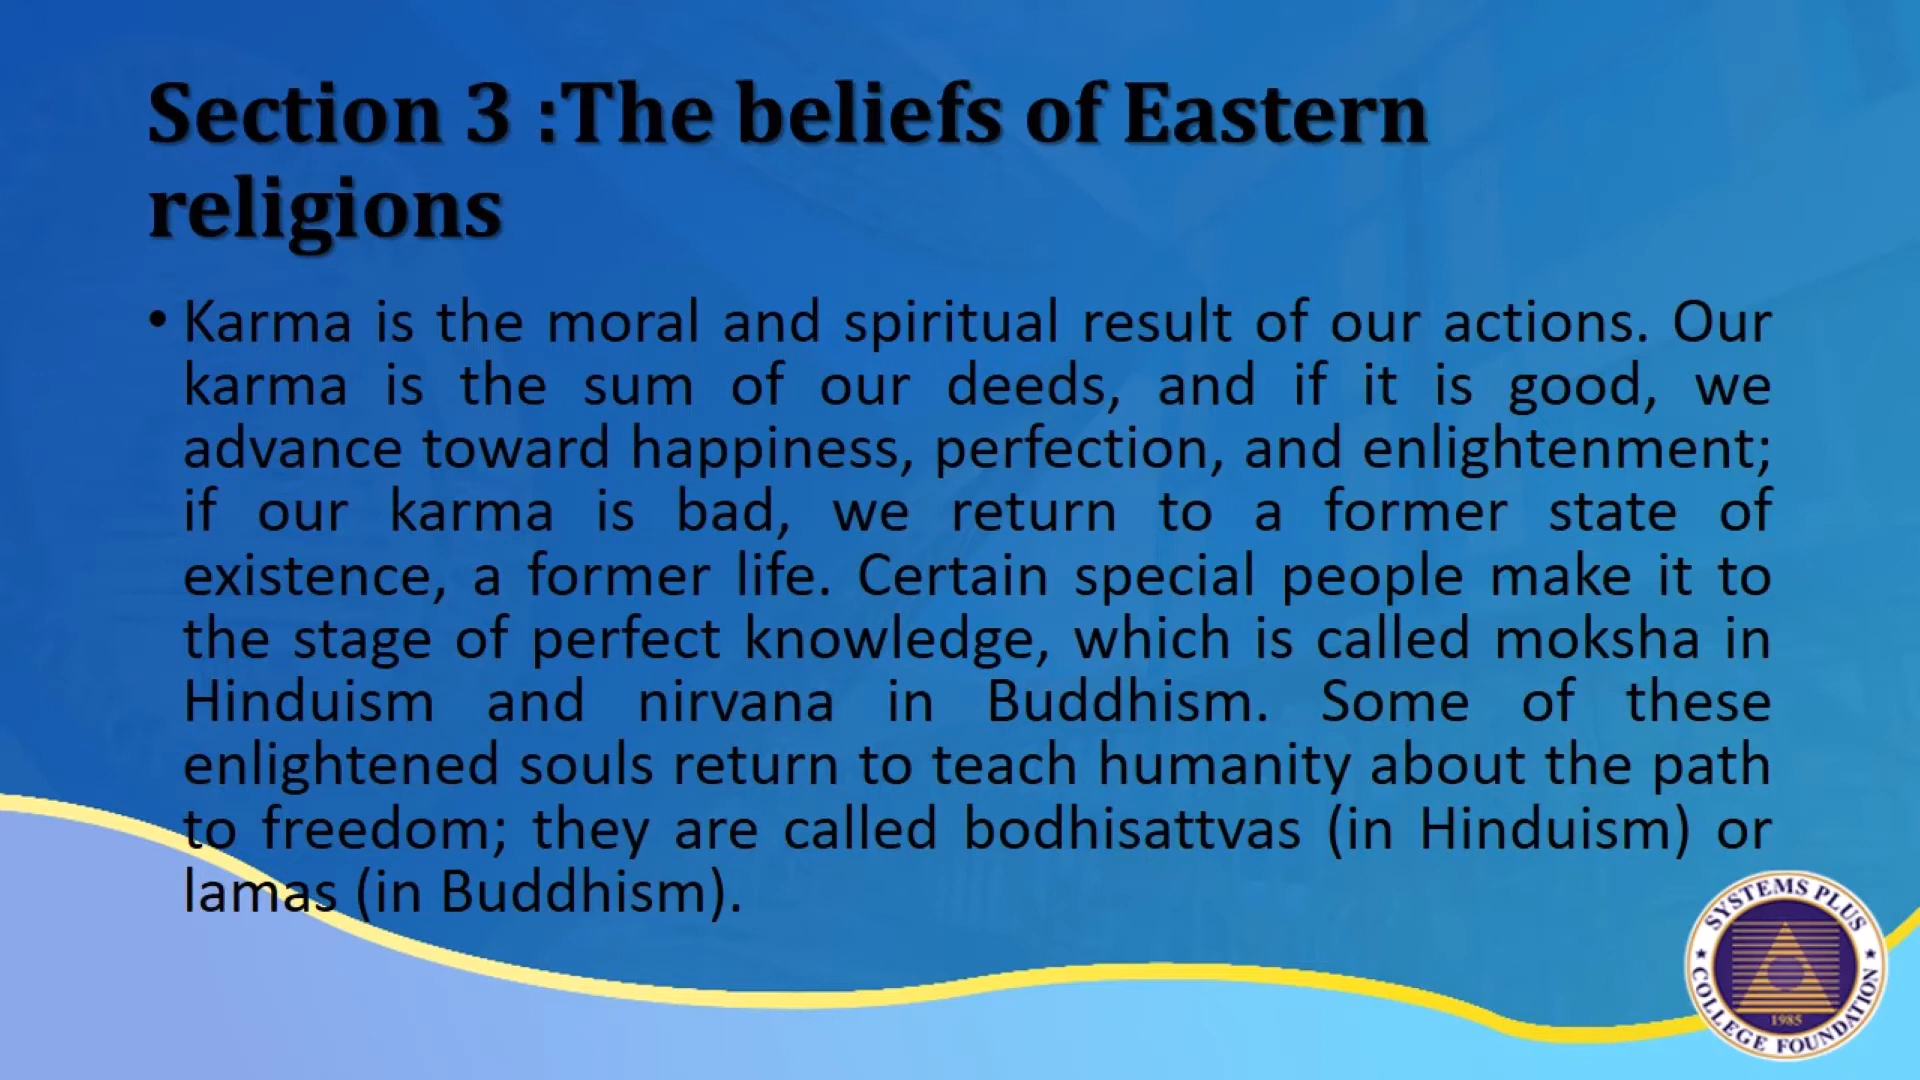 Section 3 :The beliefs of Eastern
religions
• Karma is the moral and spiritual result of our actions. Our
karma is the sum of our deeds, and if it is good, we
advance toward happiness, perfection, and enlightenment;
if our karma is bad, we return to a former state of
existence, a former life. Certain special people make it to
the stage of perfect knowledge, which is called moksha in
Hinduism and nirvana in Buddhism. Some of these
enlightened souls return to teach humanity about the path
to freedom; they are called bodhisattvas (in Hinduism) or
lamas (in Buddhism).
SYSTEMS PLUS
COLLEGE FOUNDATION
1985